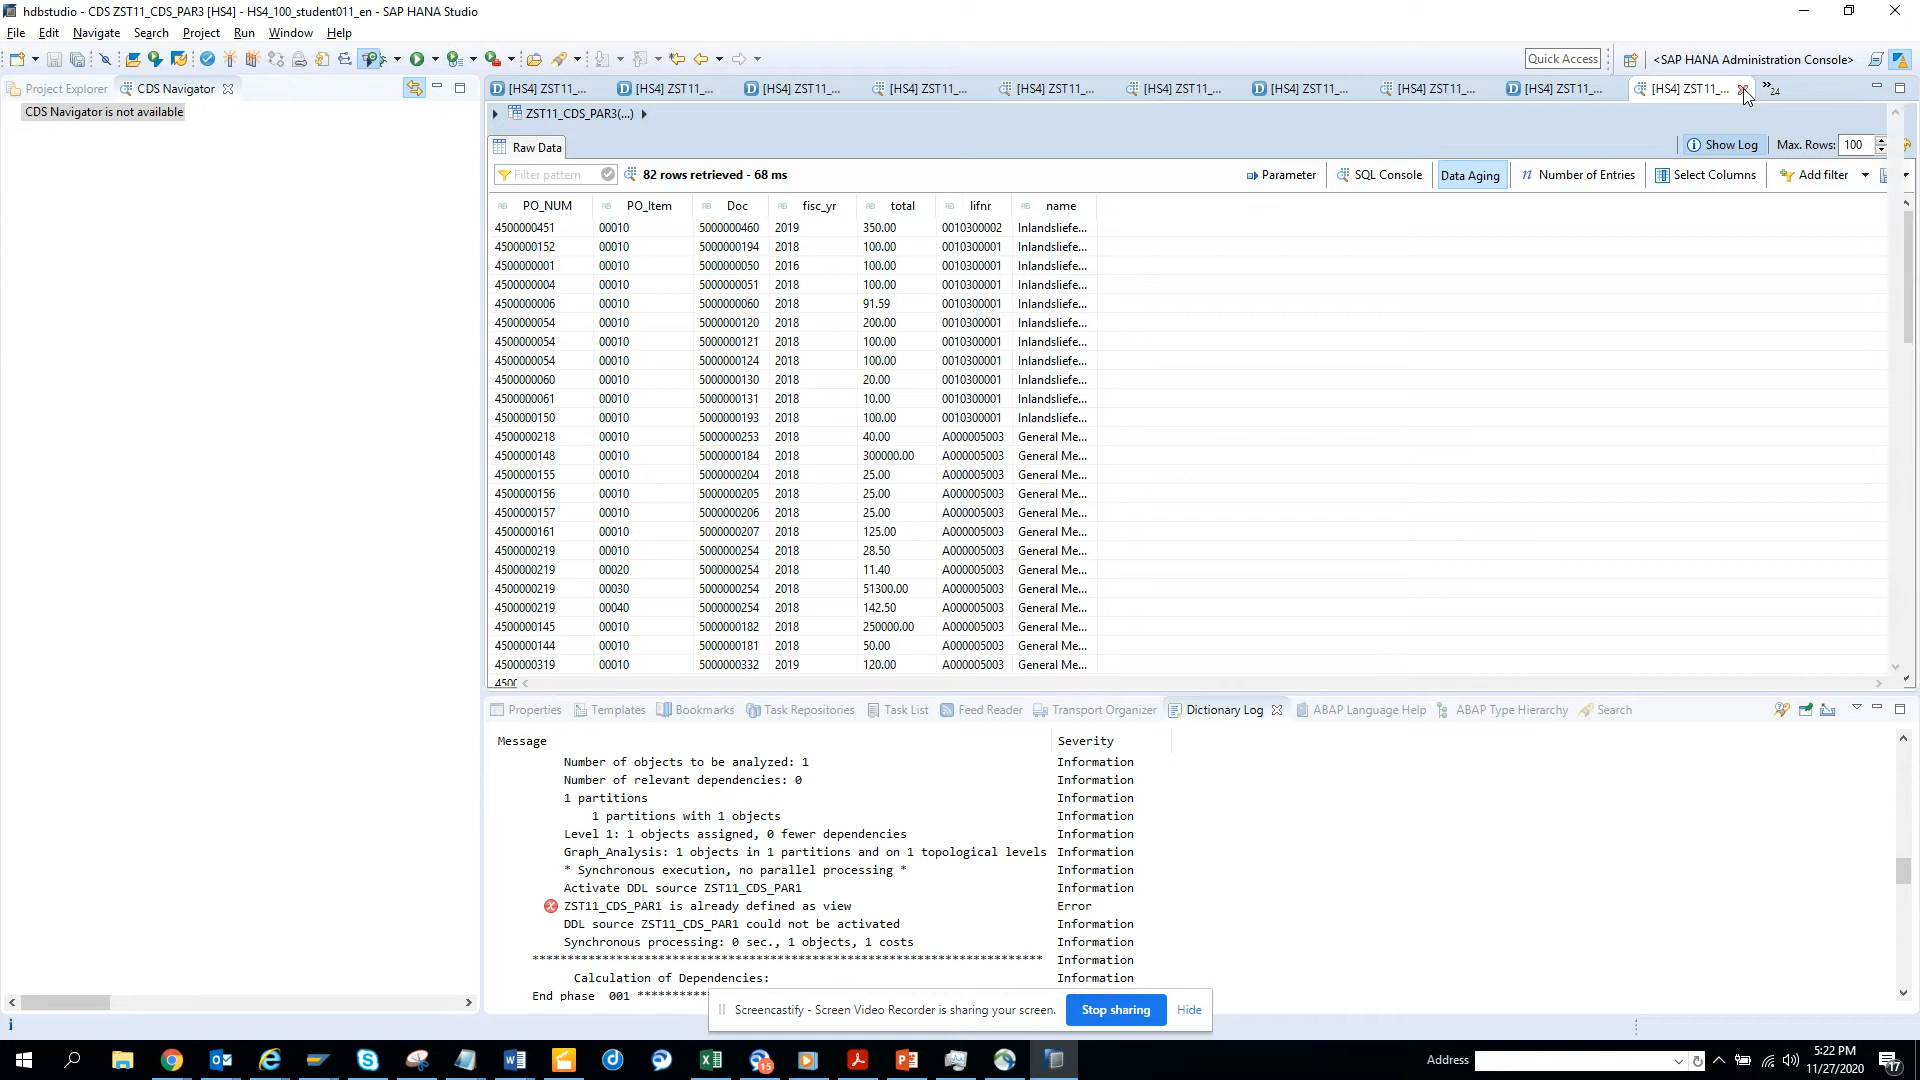 hdbstudio - CDS ZST11_CDS_PAR3 [HS4] - HS4_100_student011_en - SAP HANA Studio
File Edit Navigate Search Project Run Window Help
Quick Access <SAP HANA Administration Console>
Project Explorer CDS Navigator
[HS4] ZST11_... [HS4] ZST11_... [HS4] ZST11_... [HS4] ZST11_... [HS4] ZST11_... [HS4] ZST11_... [HS4] ZST11_... [HS4] ZST11_... [HS4] ZST11_... [HS4] ZST11_... »24
CDS Navigator is not available
ZST11_CDS_PAR3(...)
Raw Data Show Log Max. Rows: 100
Filter pattern 82 rows retrieved - 68 ms Parameter SQL Console Data Aging Number of Entries Select Columns Add filter
PO_NUM PO_Item Doc fisc_yr total lifnr name
4500000451 00010 5000000460 2019 350.00 0010300002 Inlandsliefe...
4500000152 00010 5000000194 2018 100.00 0010300001 Inlandsliefe...
4500000001 00010 5000000050 2016 100.00 0010300001 Inlandsliefe...
4500000004 00010 5000000051 2018 100.00 0010300001 Inlandsliefe...
4500000006 00010 5000000060 2018 91.59 0010300001 Inlandsliefe...
4500000054 00010 5000000120 2018 200.00 0010300001 Inlandsliefe...
4500000054 00010 5000000121 2018 100.00 0010300001 Inlandsliefe...
4500000054 00010 5000000124 2018 100.00 0010300001 Inlandsliefe...
4500000060 00010 5000000130 2018 20.00 0010300001 Inlandsliefe...
4500000061 00010 5000000131 2018 10.00 0010300001 Inlandsliefe...
4500000150 00010 5000000193 2018 100.00 0010300001 Inlandsliefe...
4500000218 00010 5000000253 2018 40.00 A000005003 General Me...
4500000148 00010 5000000184 2018 300000.00 A000005003 General Me...
4500000155 00010 5000000204 2018 25.00 A000005003 General Me...
4500000156 00010 5000000205 2018 25.00 A000005003 General Me...
4500000157 00010 5000000206 2018 25.00 A000005003 General Me...
4500000161 00010 5000000207 2018 125.00 A000005003 General Me...
4500000219 00010 5000000254 2018 28.50 A000005003 General Me...
4500000219 00020 5000000254 2018 11.40 A000005003 General Me...
4500000219 00030 5000000254 2018 51300.00 A000005003 General Me...
4500000219 00040 5000000254 2018 142.50 A000005003 General Me...
4500000145 00010 5000000182 2018 250000.00 A000005003 General Me...
4500000144 00010 5000000181 2018 50.00 A000005003 General Me...
4500000319 00010 5000000332 2019 120.00 A000005003 General Me...
Properties Templates Bookmarks Task Repositories Task List Feed Reader Transport Organizer Dictionary Log ABAP Language Help ABAP Type Hierarchy Search
Message Severity
Number of objects to be analyzed: 1 Information
Number of relevant dependencies: 0 Information
1 partitions Information
1 partitions with 1 objects Information
Level 1: 1 objects assigned, 0 fewer dependencies Information
Graph_Analysis: 1 objects in 1 partitions and on 1 topological levels Information
* Synchronous execution, no parallel processing * Information
Activate DDL source ZST11_CDS_PAR1 Information
ZST11_CDS_PAR1 is already defined as view Error
DDL source ZST11_CDS_PAR1 could not be activated Information
Synchronous processing: 0 sec., 1 objects, 1 costs Information
************************************************************************* Information
Calculation of Dependencies: Information
End phase 001 **********
Screencastify - Screen Video Recorder is sharing your screen. Stop sharing Hide
Address
5:22 PM
11/27/2020
15
17